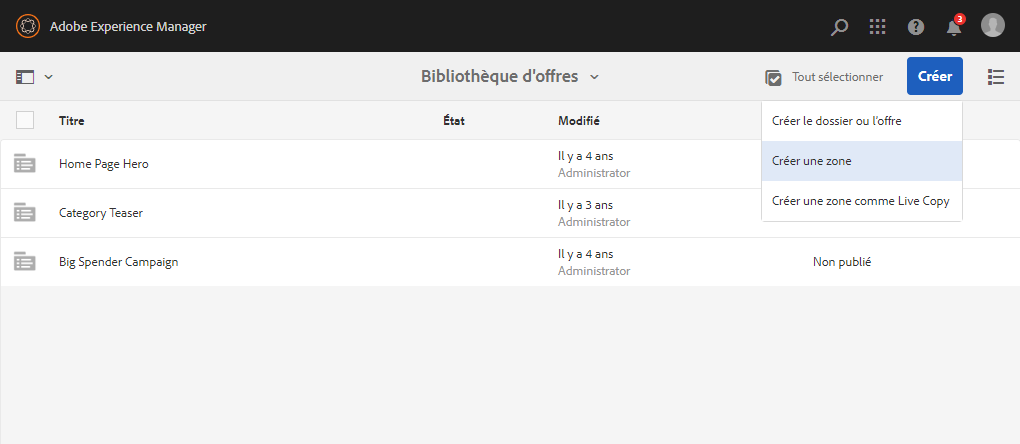 Adobe Experience Manager
3
Bibliothèque d'offres
Tout sélectionner
Créer
Titre
État
Modifié
Créer le dossier ou l'offre
Créer une zone
Créer une zone comme Live Copy
Home Page Hero
Il y a 4 ans
Administrator
Category Teaser
Il y a 3 ans
Administrator
Big Spender Campaign
Il y a 4 ans
Administrator
Non publié